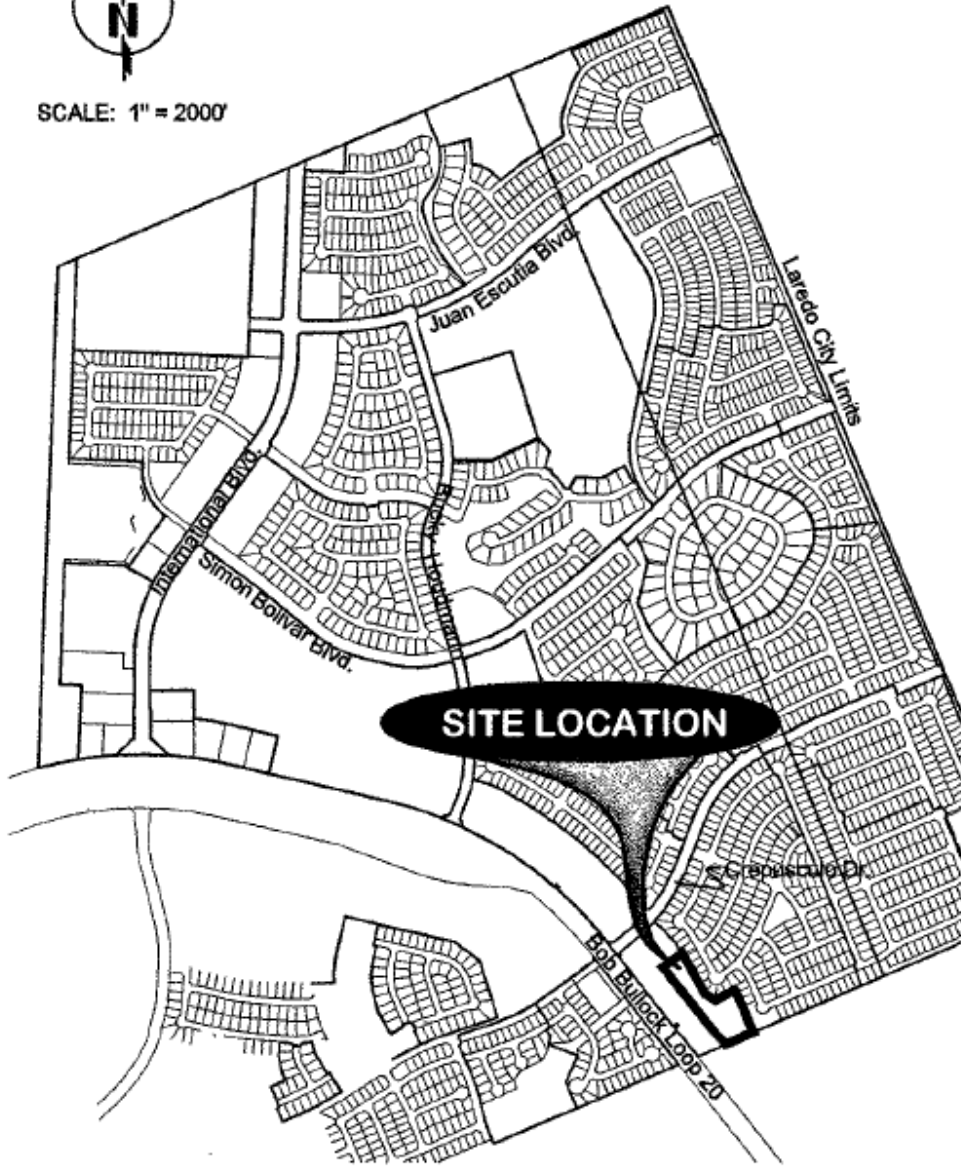 N
SCALE: 1" = 2000'
Juan Escutia Blvd.
Laredo City Limits
International Blvd.
Simon Bolivar Blvd.
SITE LOCATION
Crepusculo Dr.
Bob Bullock Loop 20